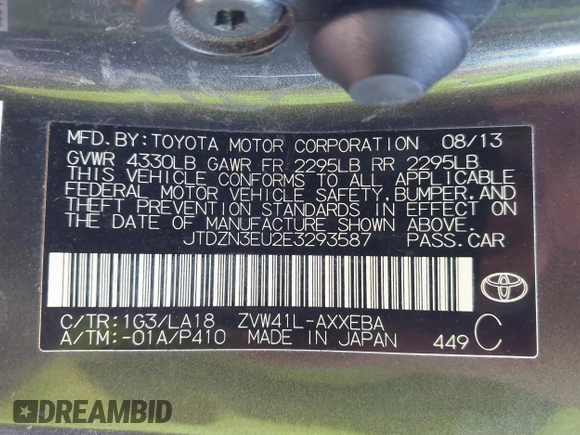 MFD.BY:TOYOTA MOTOR CORPORATION 08/13
GVWR 4330LB GAWR FR 2295LB RR 2295LB
THIS VEHICLE CONFORMS TO ALL APPLICABLE
FEDERAL MOTOR VEHICLE SAFETY, BUMPER, AND
THEFT PREVENTION STANDARDS IN EFFECT ON
THE DATE OF MANUFACTURE SHOWN ABOVE.
JTDZN3EU2E3293587 PASS.CAR
C/TR:1G3/LA18 ZVW41L-AXXEBA
A/TM:-01A/P410 MADE IN JAPAN 449 C
DREAMBID